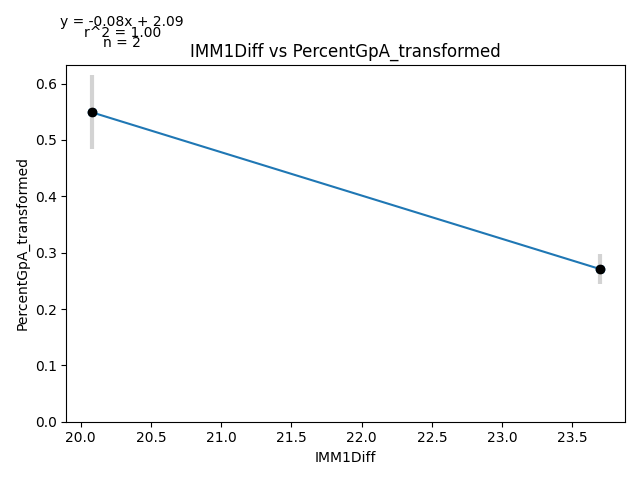 y = -0.08x + 2.09
r^2 = 1.00
n = 2
IMM1Diff vs PercentGpA_transformed
PercentGpA_transformed
0.6
0.5
0.4
0.3
0.2
0.1
0.0
20.0 20.5 21.0 21.5 22.0 22.5 23.0 23.5
IMM1Diff